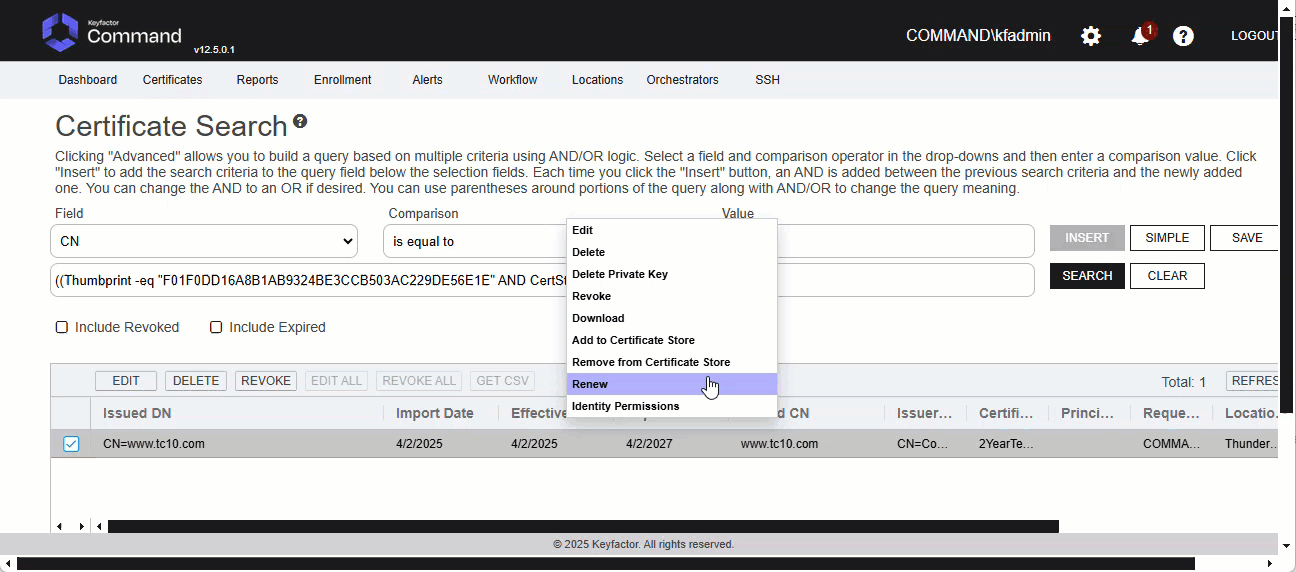 Keyfactor
Command
v12.5.0.1
COMMAND\kfadmin
1
?
LOGOUT
Dashboard Certificates Reports Enrollment Alerts Workflow Locations Orchestrators SSH
Certificate Search ?
Clicking "Advanced" allows you to build a query based on multiple criteria using AND/OR logic. Select a field and comparison operator in the drop-downs and then enter a comparison value. Click
"Insert" to add the search criteria to the query field below the selection fields. Each time you click the "Insert" button, an AND is added between the previous search criteria and the newly added
one. You can change the AND to an OR if desired. You can use parentheses around portions of the query along with AND/OR to change the query meaning.
Field Comparison Value
CN is equal to
INSERT SIMPLE SAVE
((Thumbprint -eq "F01F0DD16A8B1AB9324BE3CCB503AC229DE56E1E" AND CertSt
SEARCH CLEAR
Edit
Delete
Delete Private Key
Revoke
Download
Add to Certificate Store
Remove from Certificate Store
Renew
Identity Permissions
Include Revoked Include Expired
EDIT DELETE REVOKE EDIT ALL REVOKE ALL GET CSV Total: 1 REFRES
Issued DN Import Date Effective d CN Issuer... Certifi... Princi... Reque... Locatio.
CN=www.tc10.com 4/2/2025 4/2/2025 4/2/2027 www.tc10.com CN=Co... 2YearTe... COMMA... Thunder...
© 2025 Keyfactor. All rights reserved.